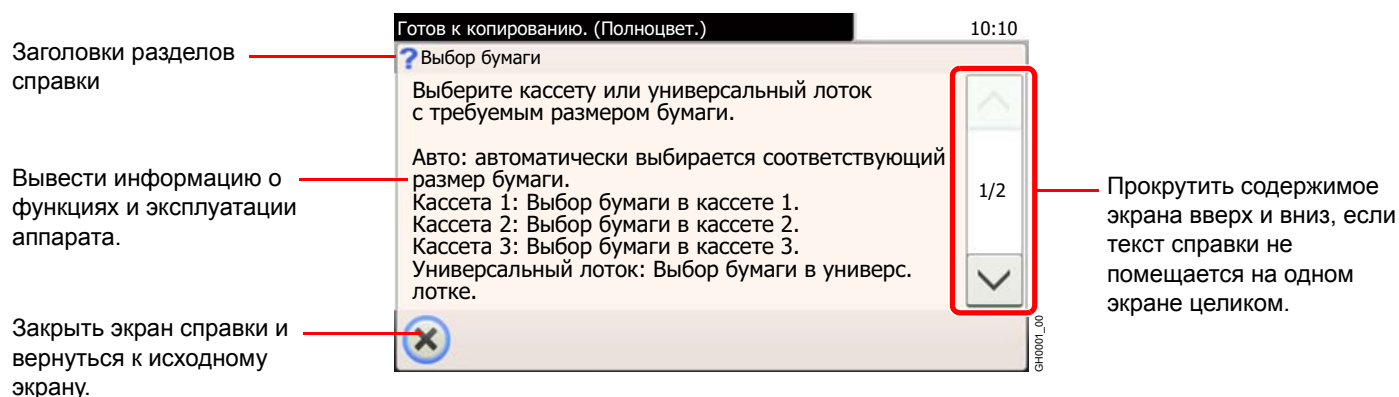 Заголовки разделов
справки
Вывести информацию о
функциях и эксплуатации
аппарата.
Закрыть экран справки и
вернуться к исходному
экрану.
Готов к копированию. (Полноцвет.)
10:10
?Выбор бумаги
Выберите кассету или универсальный лоток
с требуемым размером бумаги.
Авто: автоматически выбирается соответствующий
размер бумаги.
Кассета 1: Выбор бумаги в кассете 1.
Кассета 2: Выбор бумаги в кассете 2.
Кассета 3: Выбор бумаги в кассете 3.
Универсальный лоток: Выбор бумаги в универс.
лотке.
1/2
GH0001_00
Прокрутить содержимое
экрана вверх и вниз, если
текст справки не
помещается на одном
экране целиком.